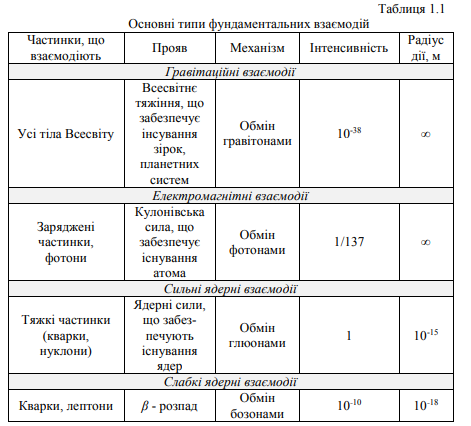 Таблиця 1.1
Основні типи фундаментальних взаємодій
Частинки, що взаємодіють | Прояв | Механізм | Інтенсивність | Радіус дії, м
Гравітаційні взаємодії
Усі тіла Всесвіту | Всесвітнє тяжіння, що забезпечує інсування зірок, планетних систем | Обмін гравітонами | 10⁻³⁸ | ∞
Електромагнітні взаємодії
Заряджені частинки, фотони | Кулонівська сила, що забезпечує існування атома | Обмін фотонами | 1/137 | ∞
Сильні ядерні взаємодії
Тяжкі частинки (кварки, нуклони) | Ядерні сили, що забез- печують існування ядер | Обмін глюонами | 1 | 10⁻¹⁵
Слабкі ядерні взаємодії
Кварки, лептони | β - розпад | Обмін бозонами | 10⁻¹⁰ | 10⁻¹⁸